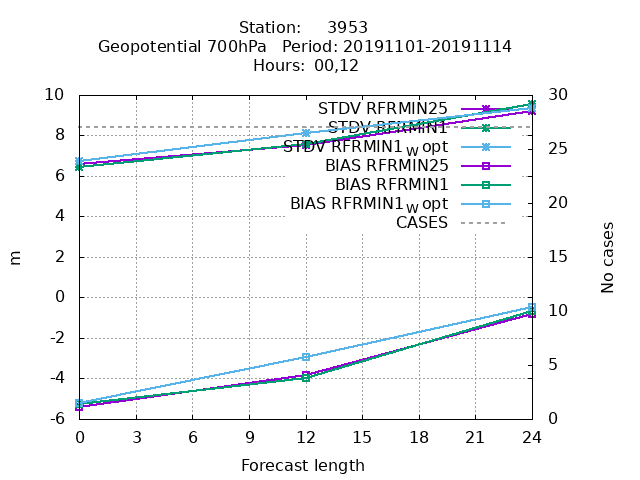 Station: 3953
Geopotential 700hPa Period: 20191101-20191114
Hours: 00,12
10
8
6
4
2
0
-2
-4
-6
m
30
25
20
15
10
5
0
No cases
STDV RFRMIN25
STDV RFRMIN1
STDV RFRMIN1w opt
BIAS RFRMIN25
BIAS RFRMIN1
BIAS RFRMIN1w opt
CASES
0 3 6 9 12 15 18 21 24
Forecast length